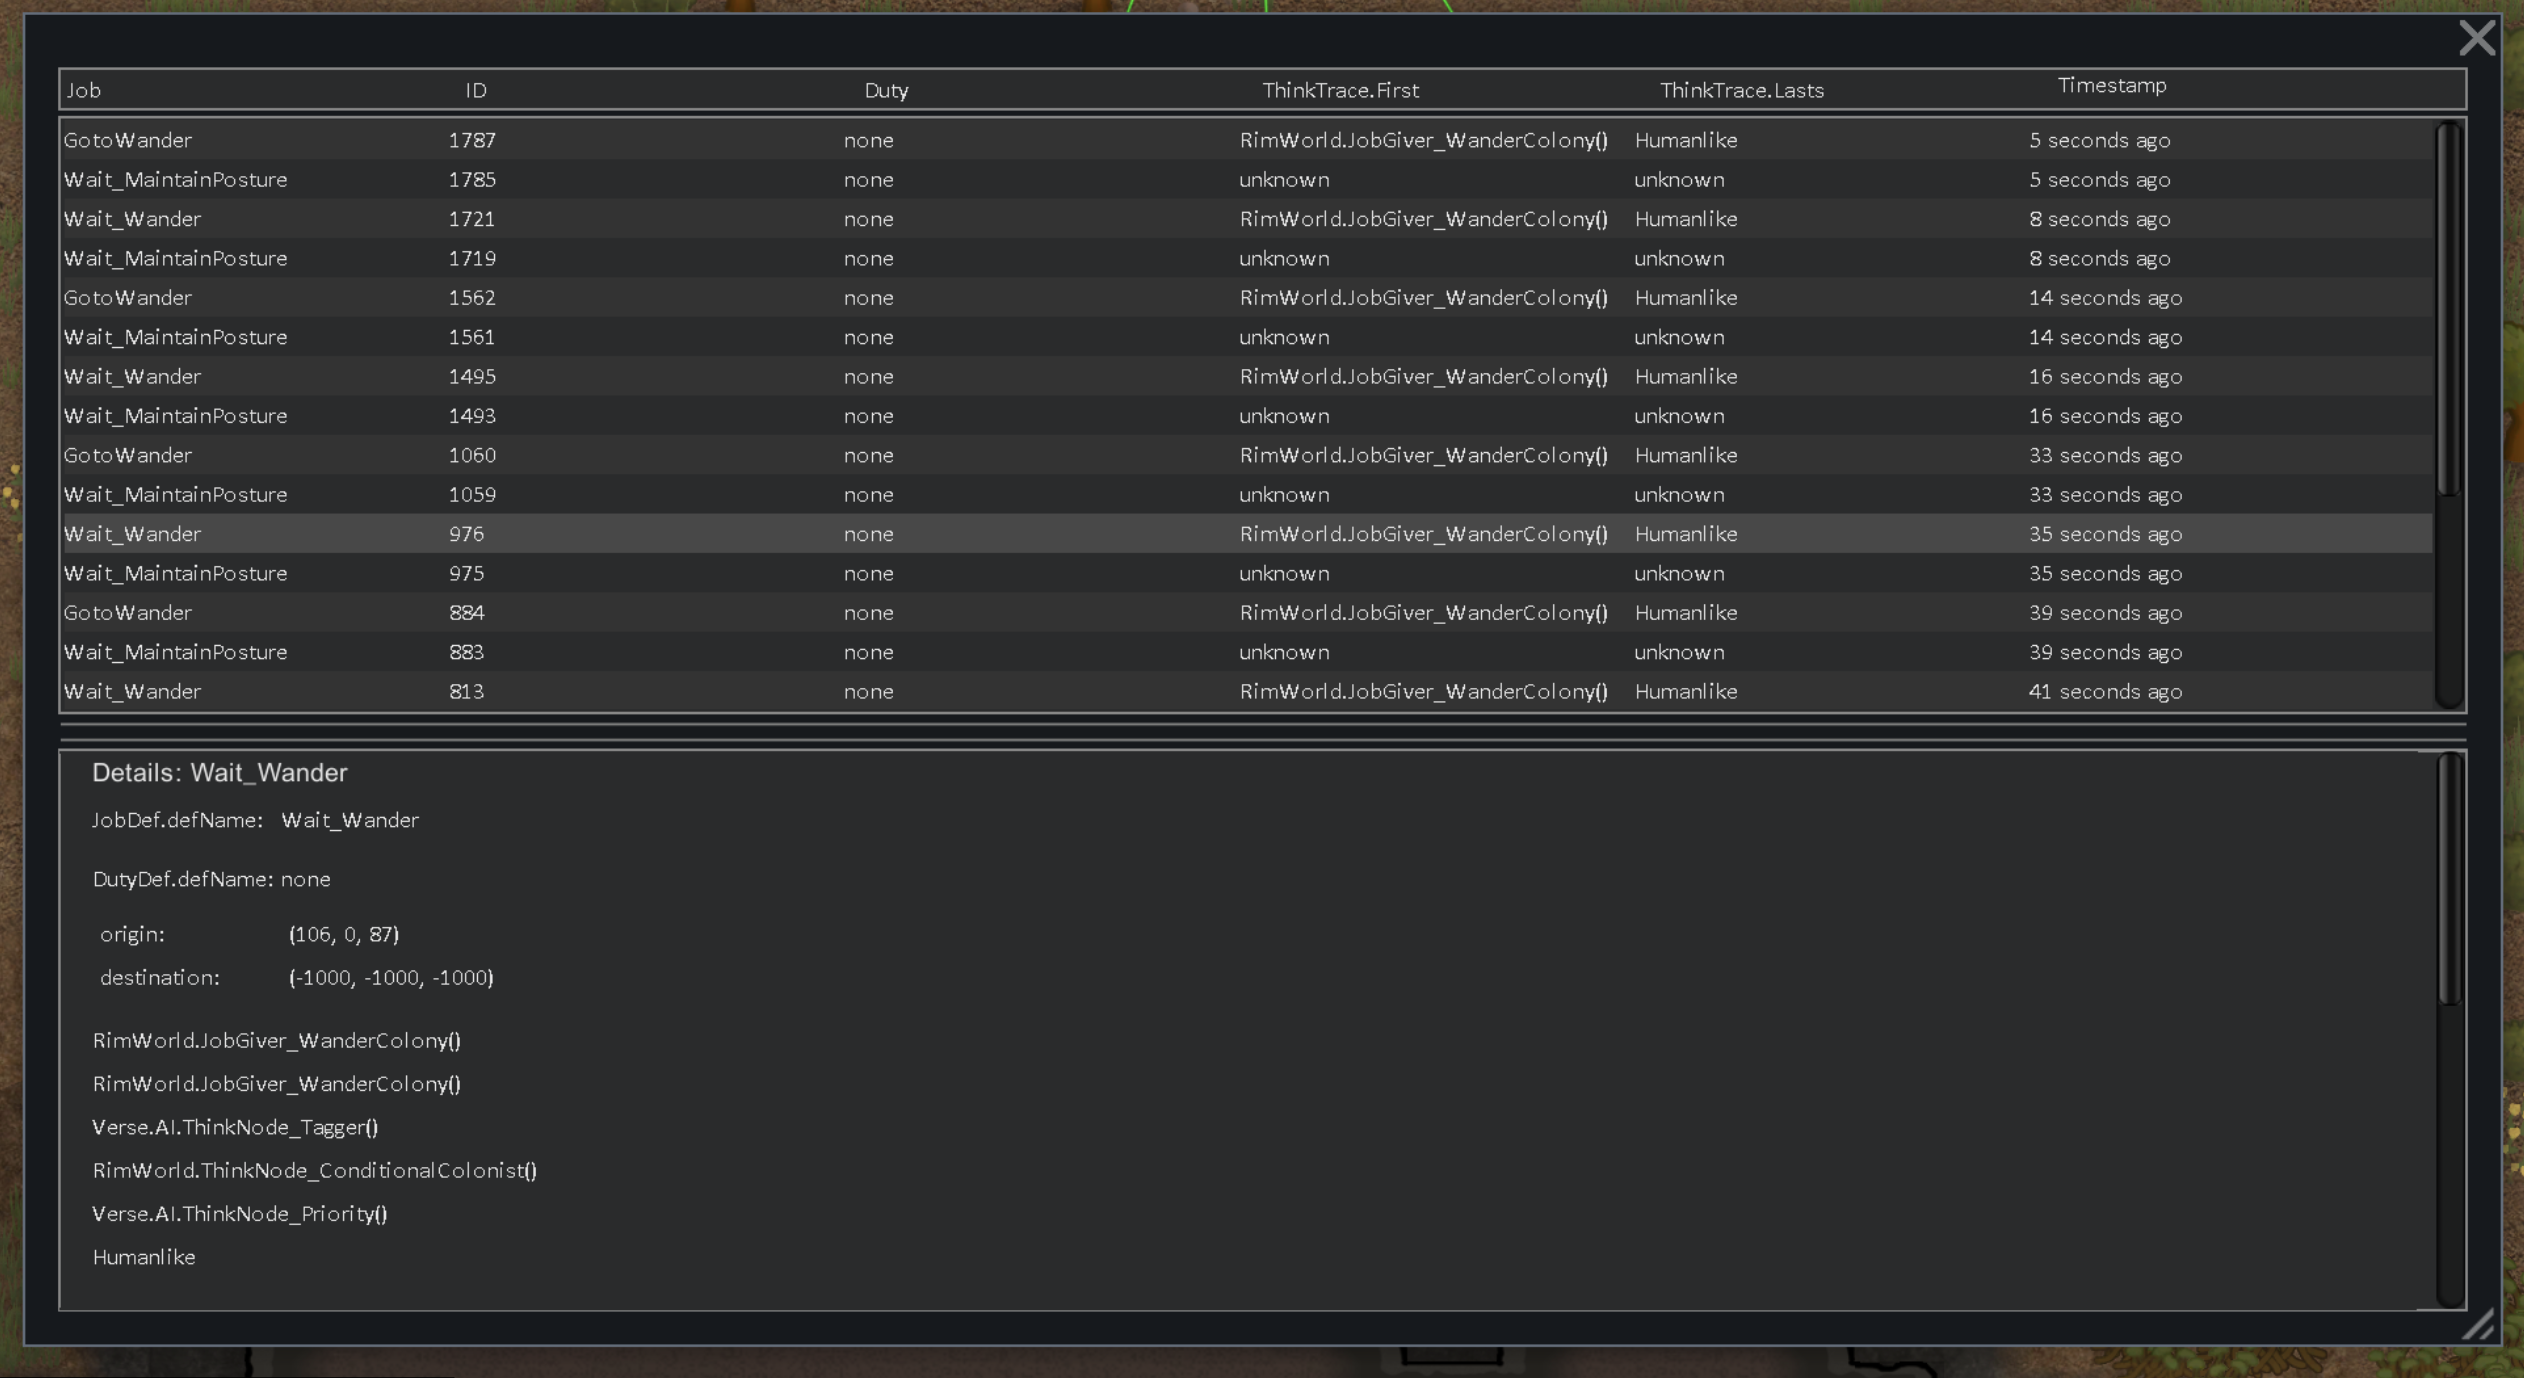 Job ID Duty ThinkTrace.First ThinkTrace.Lasts Timestamp
GotoWander 1787 none RimWorld.JobGiver_WanderColony() Humanlike 5 seconds ago
Wait_MaintainPosture 1785 none unknown unknown 5 seconds ago
Wait_Wander 1721 none RimWorld.JobGiver_WanderColony() Humanlike 8 seconds ago
Wait_MaintainPosture 1719 none unknown unknown 8 seconds ago
GotoWander 1562 none RimWorld.JobGiver_WanderColony() Humanlike 14 seconds ago
Wait_MaintainPosture 1561 none unknown unknown 14 seconds ago
Wait_Wander 1495 none RimWorld.JobGiver_WanderColony() Humanlike 16 seconds ago
Wait_MaintainPosture 1493 none unknown unknown 16 seconds ago
GotoWander 1060 none RimWorld.JobGiver_WanderColony() Humanlike 33 seconds ago
Wait_MaintainPosture 1059 none unknown unknown 33 seconds ago
Wait_Wander 976 none RimWorld.JobGiver_WanderColony() Humanlike 35 seconds ago
Wait_MaintainPosture 975 none unknown unknown 35 seconds ago
GotoWander 884 none RimWorld.JobGiver_WanderColony() Humanlike 39 seconds ago
Wait_MaintainPosture 883 none unknown unknown 39 seconds ago
Wait_Wander 813 none RimWorld.JobGiver_WanderColony() Humanlike 41 seconds ago
Details: Wait_Wander
JobDef.defName: Wait_Wander
DutyDef.defName: none
origin: (106, 0, 87)
destination: (-1000, -1000, -1000)
RimWorld.JobGiver_WanderColony()
RimWorld.JobGiver_WanderColony()
Verse.AI.ThinkNode_Tagger()
RimWorld.ThinkNode_ConditionalColonist()
Verse.AI.ThinkNode_Priority()
Humanlike